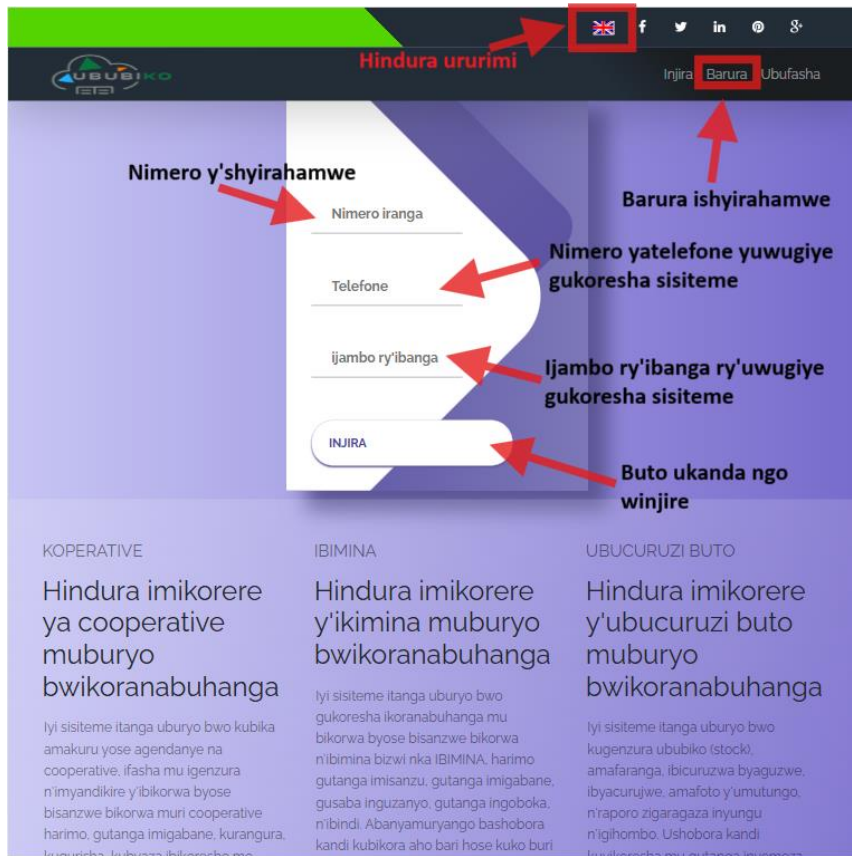 f in 8+
Hindura ururimi
UBUBIKO
Injira Barura Ubufasha
Nimero y'shyirahamwe
Barura ishyirahamwe
Nimero iranga
Nimero yatelefone yuwugiye
gukoresha sisiteme
Telefone
ijambo ry'ibanga
Ijambo ry'ibanga ry'uwugiye
gukoresha sisiteme
INJIRA
Buto ukanda ngo
winjire
KOPERATIVE
Hindura imikorere
ya cooperative
muburyo
bwikoranabuhanga
Iyi sisiteme itanga uburyo bwo kubika
amakuru yose agendanye na
cooperative, ifasha mu igenzura
n'imyandikire y'ibikorwa byose
bisanzwe bikorwa muri cooperative
harimo, gutanga imigabane, kurangura,
IBIMINA
Hindura imikorere
y'ikimina muburyo
bwikoranabuhanga
Iyi sisiteme itanga uburyo bwo
gukoresha ikoranabuhanga mu
bikorwa byose bisanzwe bikorwa
n'ibimina bizwi nka IBIMINA, harimo
gutanga imisanzu, gutanga imigabane,
gusaba inguzanyo, gutanga ingoboka,
n'ibindi. Abanyamuryango bashobora
kandi kubikora aho bari hose kuko buri
UBUCURUZI BUTO
Hindura imikorere
y'ubucuruzi buto
muburyo
bwikoranabuhanga
Iyi sisiteme itanga uburyo bwo
kugenzura ububiko (stock),
amafaranga, ibicuruzwa byaguzwe,
ibyacurujwe, amafoto y'umutungo,
n'raporo zigaragaza inyungu
n'igihombo. Ushobora kandi